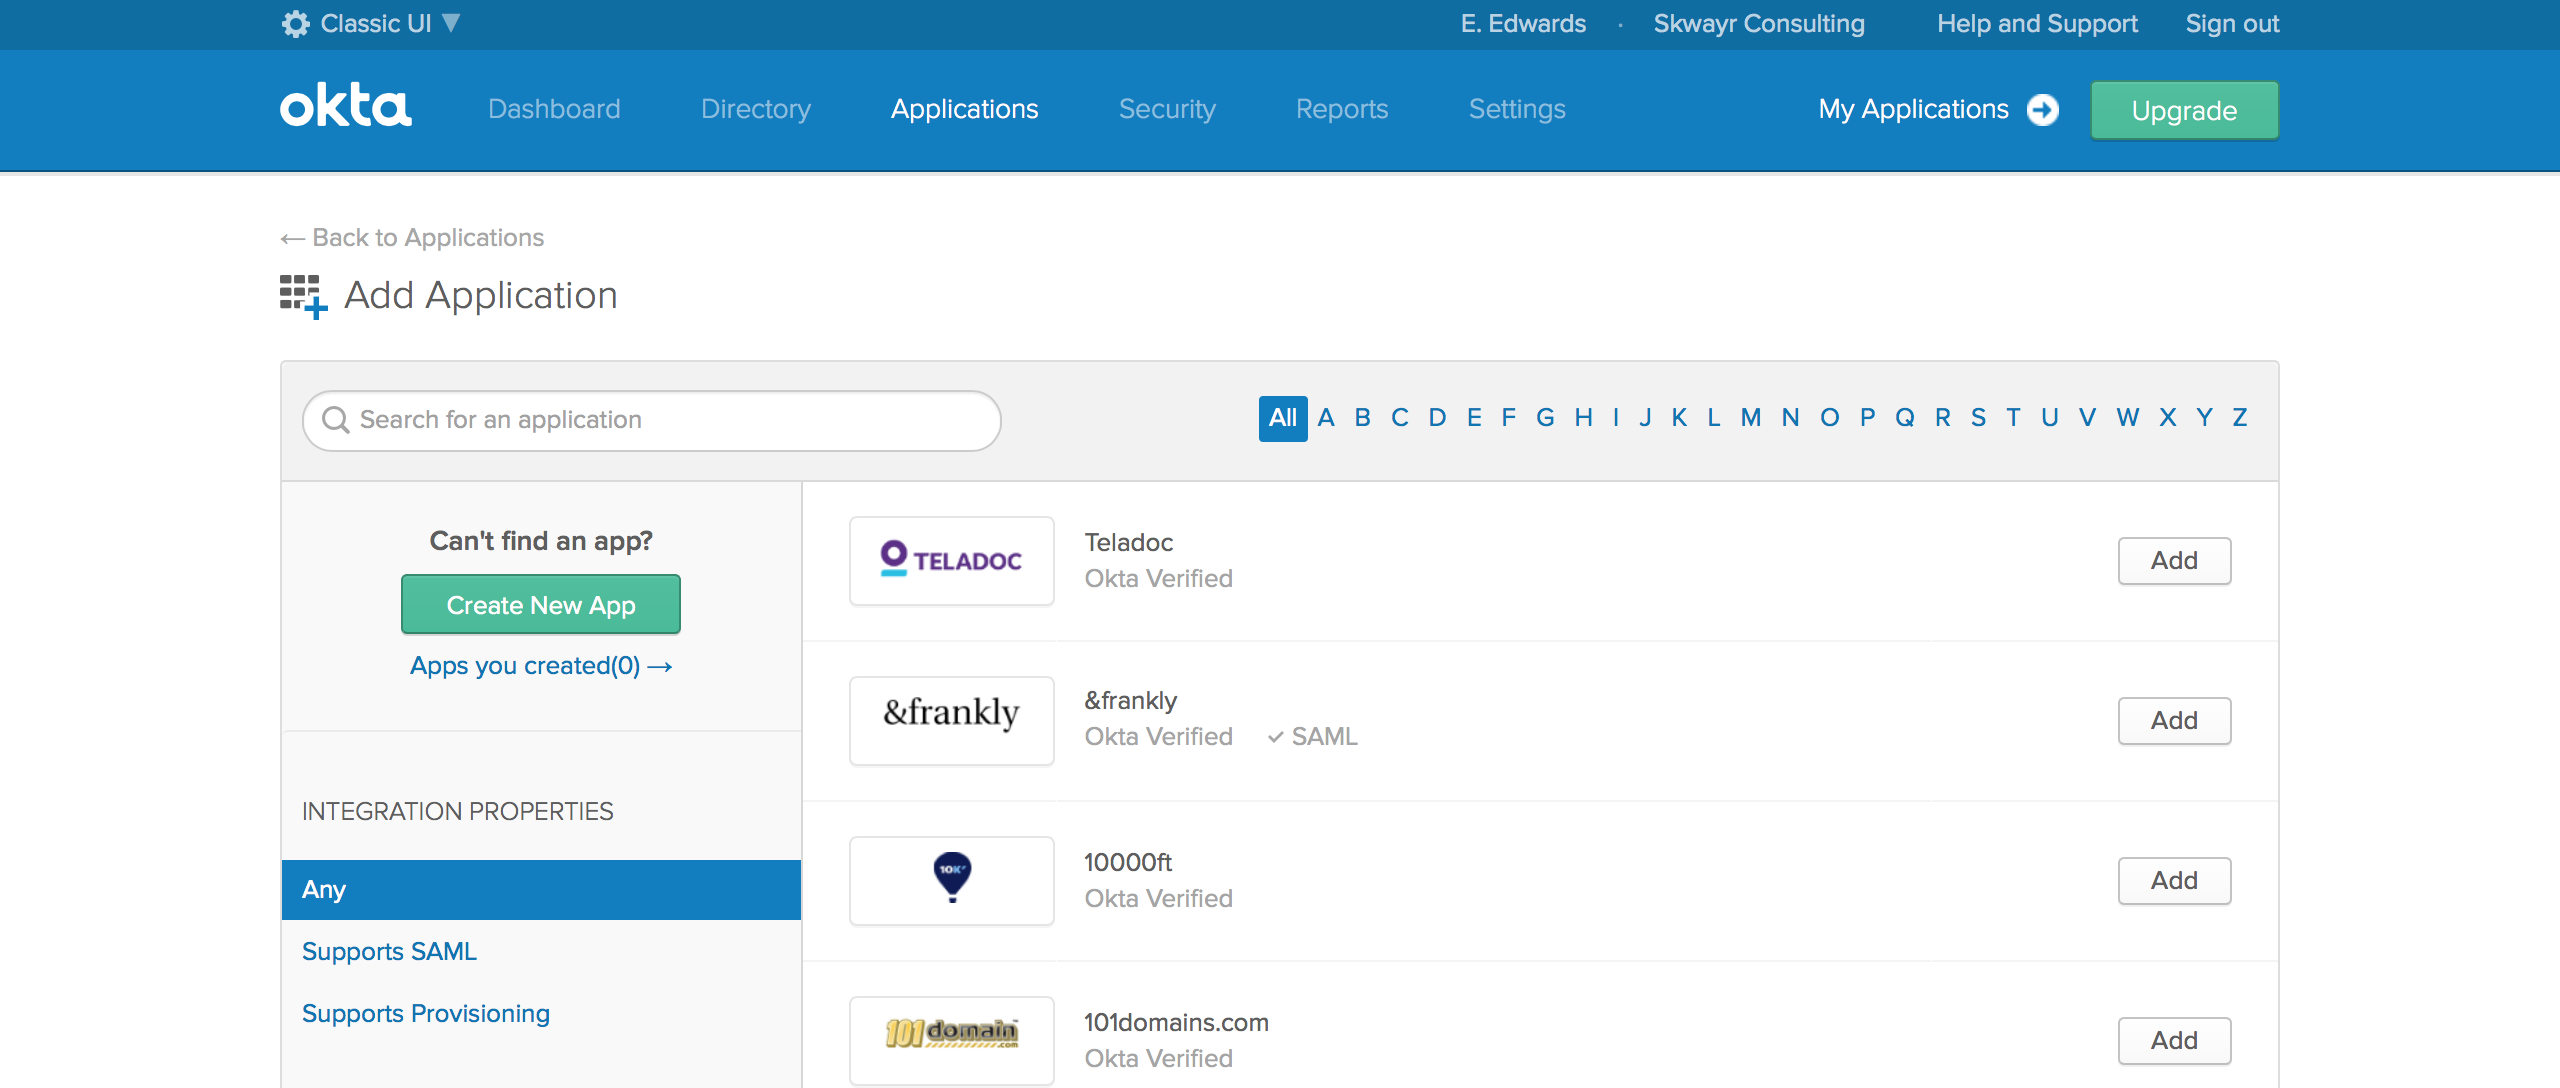 Classic UI ▼ E. Edwards · Skwayr Consulting Help and Support Sign out
okta Dashboard Directory Applications Security Reports Settings My Applications Upgrade
← Back to Applications
Add Application
Search for an application All A B C D E F G H I J K L M N O P Q R S T U V W X Y Z
Can't find an app?
Create New App
Apps you created(0) →
INTEGRATION PROPERTIES
Any
Supports SAML
Supports Provisioning
TELADOC Teladoc Add
Okta Verified
&frankly &frankly Add
Okta Verified ✓ SAML
10K 10000ft Add
Okta Verified
101domain.com 101domains.com Add
Okta Verified